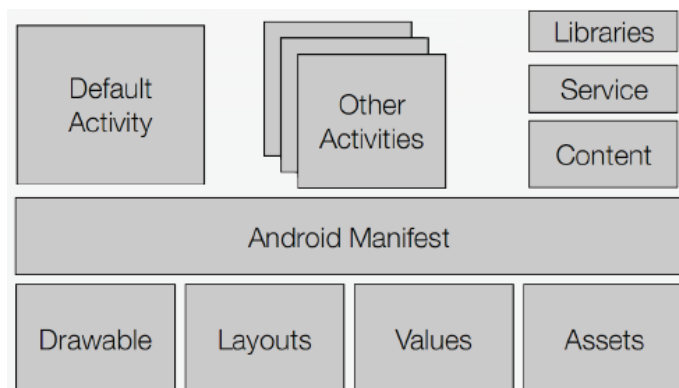 Default
Activity
Other
Activities
Libraries
Service
Content
Android Manifest
Drawable
Layouts
Values
Assets